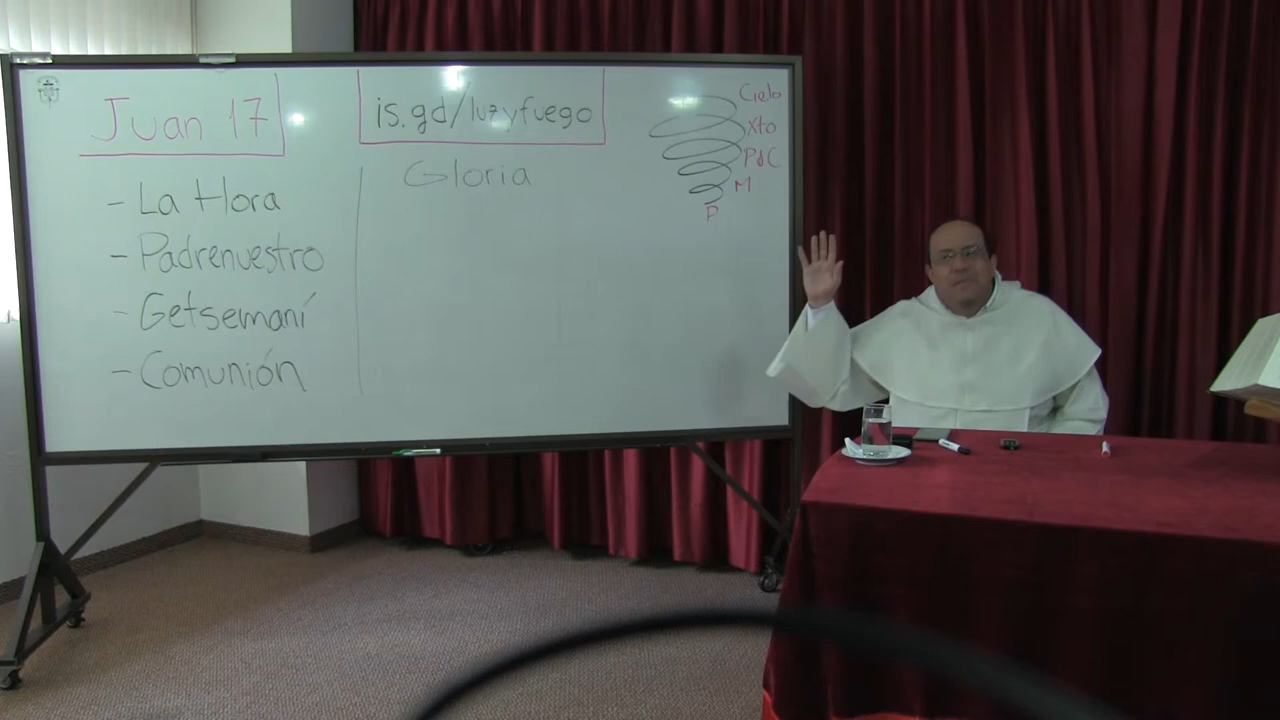 Juan 17
- La Hora
- Padrenuestro
- Getsemaní
- Comunión
is.gd/luzyfuego
Gloria
Cielo
Xto
PdC
M
P